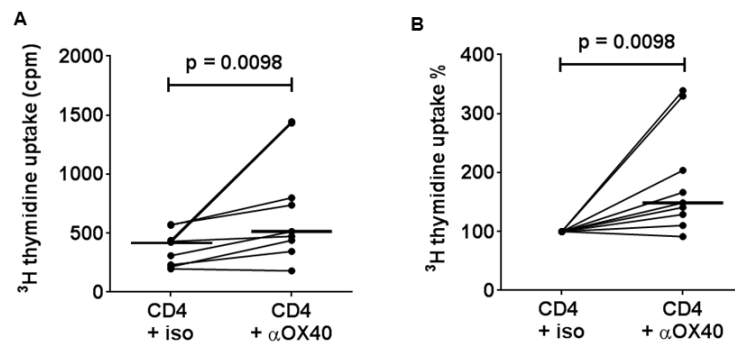 A
p = 0.0098
³H thymidine uptake (cpm)
2000
1500
1000
500
0
CD4
+ iso
CD4
+ αOX40
B
p = 0.0098
³H thymidine uptake %
400
300
200
100
0
CD4
+ iso
CD4
+ αOX40